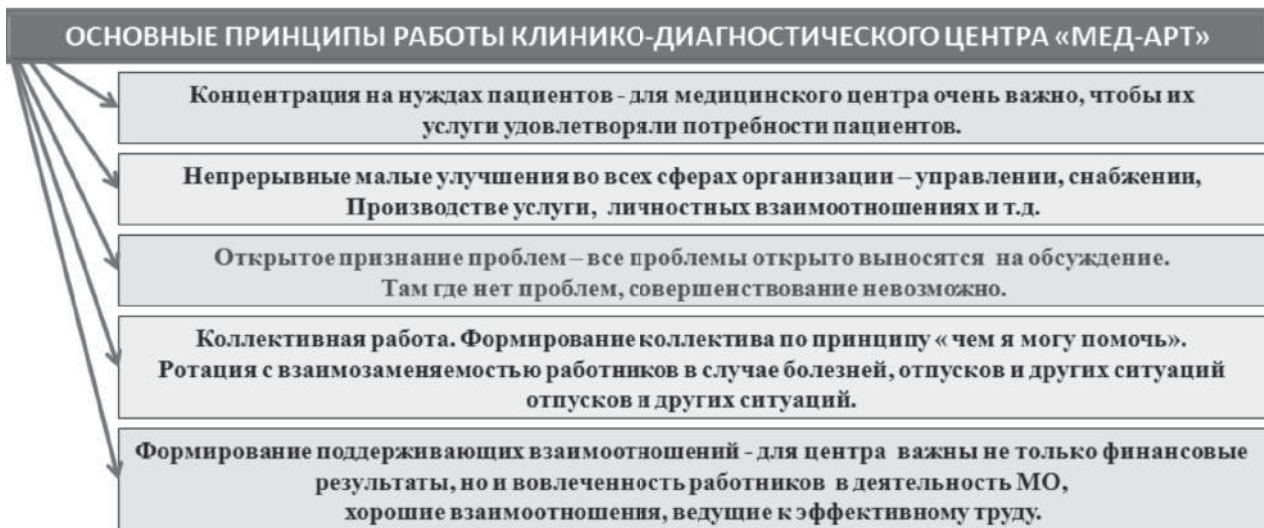 ОСНОВНЫЕ ПРИНЦИПЫ РАБОТЫ КЛИНИКО-ДИАГНОСТИЧЕСКОГО ЦЕНТРА «МЕД-АРТ»
Концентрация на нуждах пациентов - для медицинского центра очень важно, чтобы их
услуги удовлетворяли потребности пациентов.
Непрерывные малые улучшения во всех сферах организации – управлении, снабжении,
Производстве услуги, личностных взаимоотношениях и т.д.
Открытое признание проблем – все проблемы открыто выносятся на обсуждение.
Там где нет проблем, совершенствование невозможно.
Коллективная работа. Формирование коллектива по принципу « чем я могу помочь».
Ротация с взаимозаменяемостью работников в случае болезней, отпусков и других ситуаций
отпусков и других ситуаций.
Формирование поддерживающих взаимоотношений - для центра важны не только финансовые
результаты, но и вовлеченность работников в деятельность МО,
хорошие взаимоотношения, ведущие к эффективному труду.